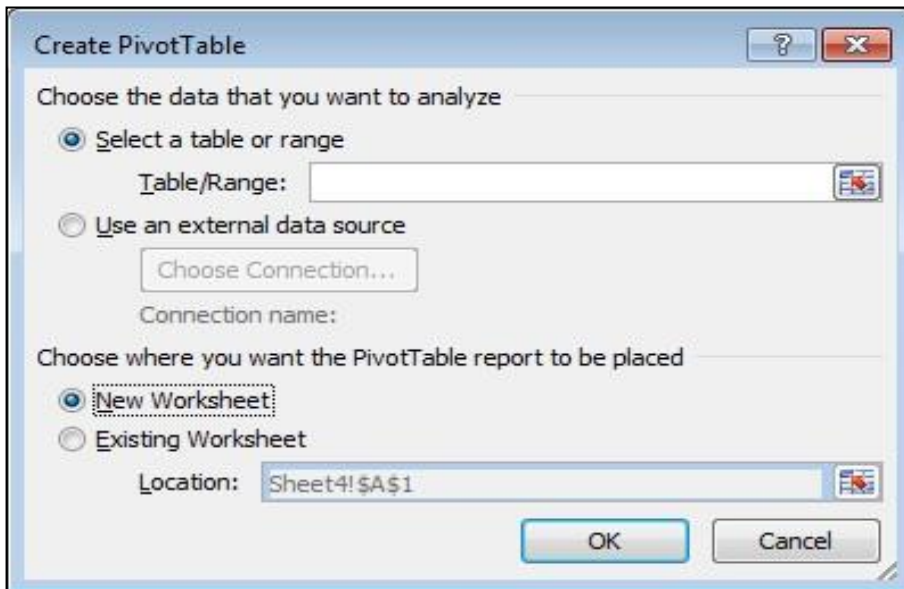 Create PivotTable
?
Choose the data that you want to analyze
Select a table or range
Table/Range:
Use an external data source
Choose Connection...
Connection name:
Choose where you want the PivotTable report to be placed
New Worksheet
Existing Worksheet
Location: Sheet4!$A$1
OK Cancel